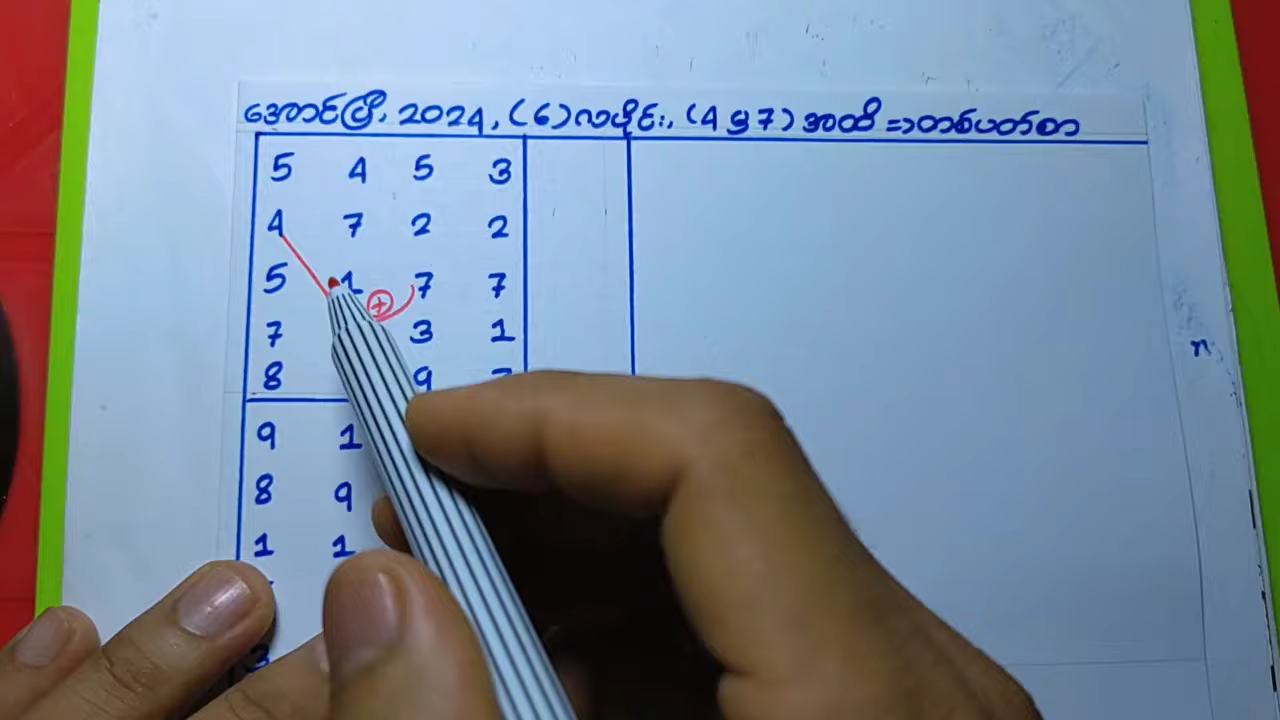 အောင်ဗြီ, 2024, (6) လပိုင်း, (4 မှ 7) အထိ => တစ်ပတ်စာ
5 4 5 3
4 7 2 2
5 1 7 7
+
7 3 1
8 9
9 1
8 9
1 1
3
n